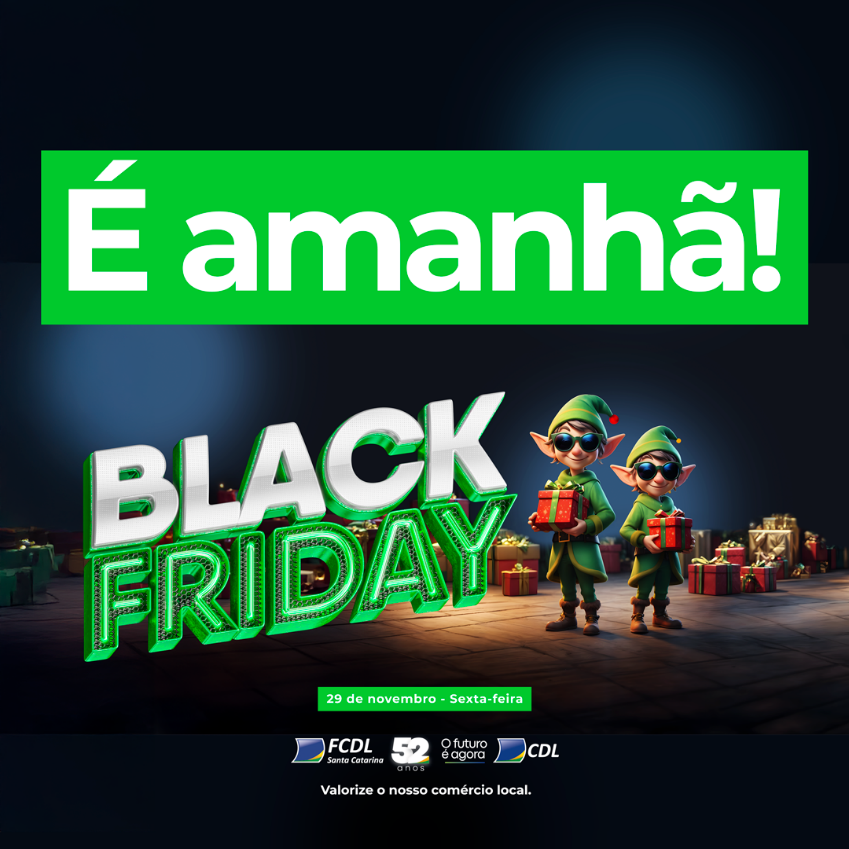 É amanhã!
BLACK
FRIDAY
29 de novembro - Sexta-feira
FCDL
Santa Catarina
52
anos
O futuro
é agora
CDL
Valorize o nosso comércio local.